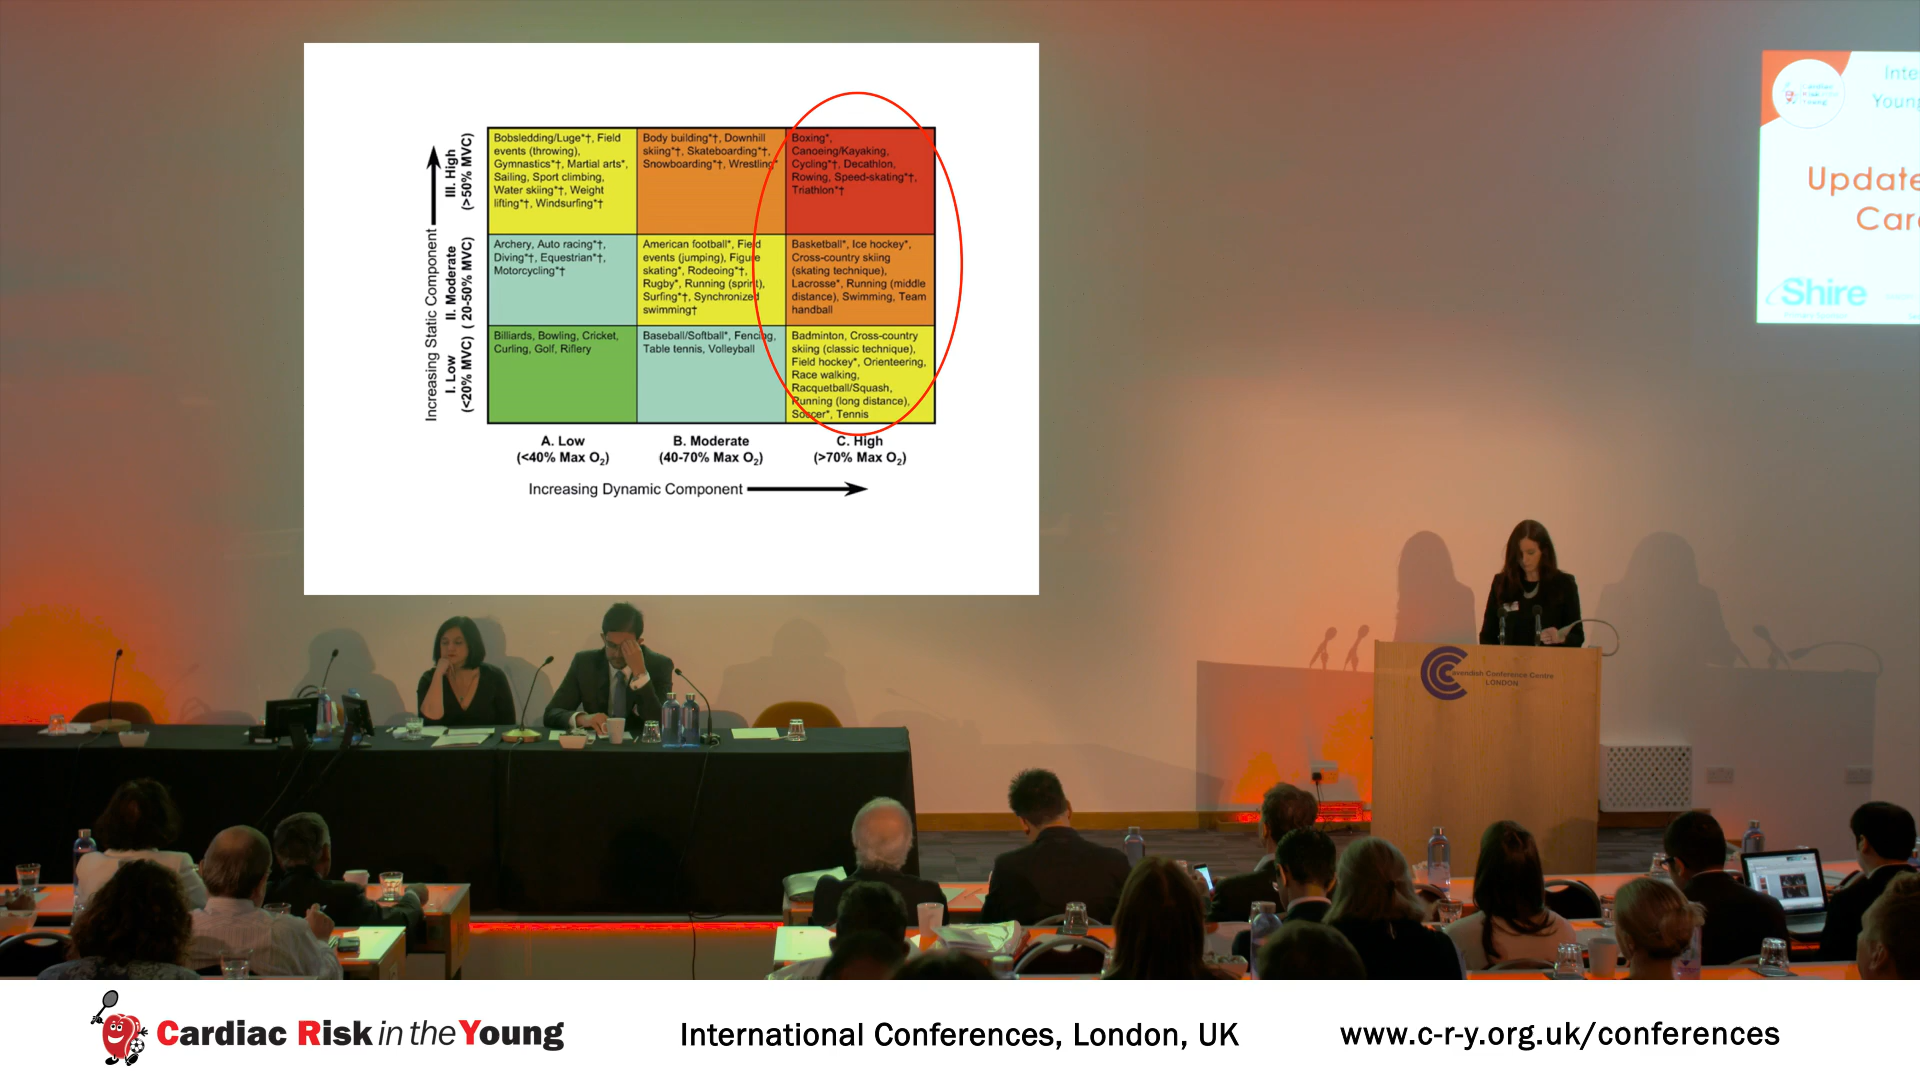 Increasing Static Component
III. High
(>50% MVC)
II. Moderate
(20-50% MVC)
I. Low
(<20% MVC)
Bobsledding/Luge*†, Field
events (throwing),
Gymnastics*†, Martial arts*,
Sailing, Sport climbing,
Water skiing*†, Weight
lifting*†, Windsurfing*†
Body building*†, Downhill
skiing*†, Skateboarding*†,
Snowboarding*†, Wrestling*
Boxing*,
Canoeing/Kayaking,
Cycling*†, Decathlon,
Rowing, Speed-skating*†,
Triathlon*†
Archery, Auto racing*†,
Diving*†, Equestrian*†,
Motorcycling*†
American football*, Field
events (jumping), Figure
skating*, Rodeoing*†,
Rugby*, Running (sprint),
Surfing*†, Synchronized
swimming†
Basketball*, Ice hockey*,
Cross-country skiing
(skating technique),
Lacrosse*, Running (middle
distance), Swimming, Team
handball
Billiards, Bowling, Cricket,
Curling, Golf, Riflery
Baseball/Softball*, Fencing,
Table tennis, Volleyball
Badminton, Cross-country
skiing (classic technique),
Field hockey*, Orienteering,
Race walking,
Racquetball/Squash,
Running (long distance),
Soccer*, Tennis
A. Low
(<40% Max O₂)
B. Moderate
(40-70% Max O₂)
C. High
(>70% Max O₂)
Increasing Dynamic Component
Inte
Young
Update
Car
Shire
Cavendish Conference Centre
LONDON
Cardiac Risk in the Young
International Conferences, London, UK
www.c-r-y.org.uk/conferences